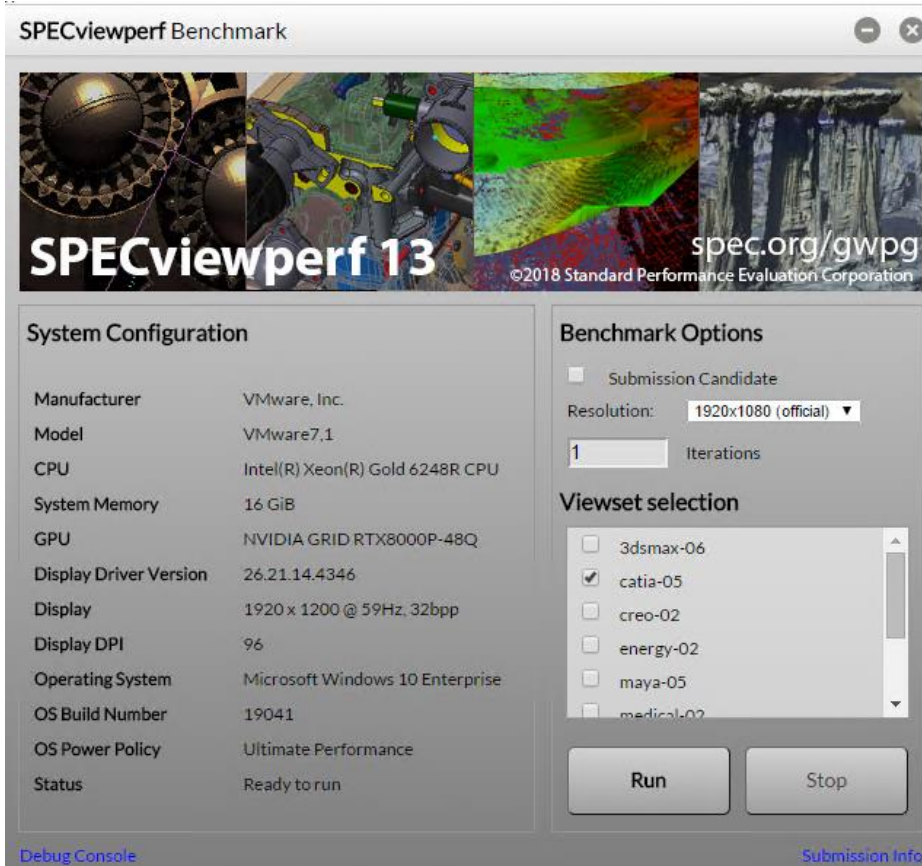 SPECviewperf Benchmark
SPECviewperf 13
spec.org/gwpg
©2018 Standard Performance Evaluation Corporation
System Configuration
Manufacturer VMware, Inc.
Model VMware7,1
CPU Intel(R) Xeon(R) Gold 6248R CPU
System Memory 16 GiB
GPU NVIDIA GRID RTX8000P-48Q
Display Driver Version 26.21.14.4346
Display 1920 x 1200 @ 59Hz, 32bpp
Display DPI 96
Operating System Microsoft Windows 10 Enterprise
OS Build Number 19041
OS Power Policy Ultimate Performance
Status Ready to run
Benchmark Options
Submission Candidate
Resolution: 1920x1080 (official)
1 Iterations
Viewset selection
3dsmax-06
catia-05
creo-02
energy-02
maya-05
medical-02
Run Stop
Debug Console Submission Info